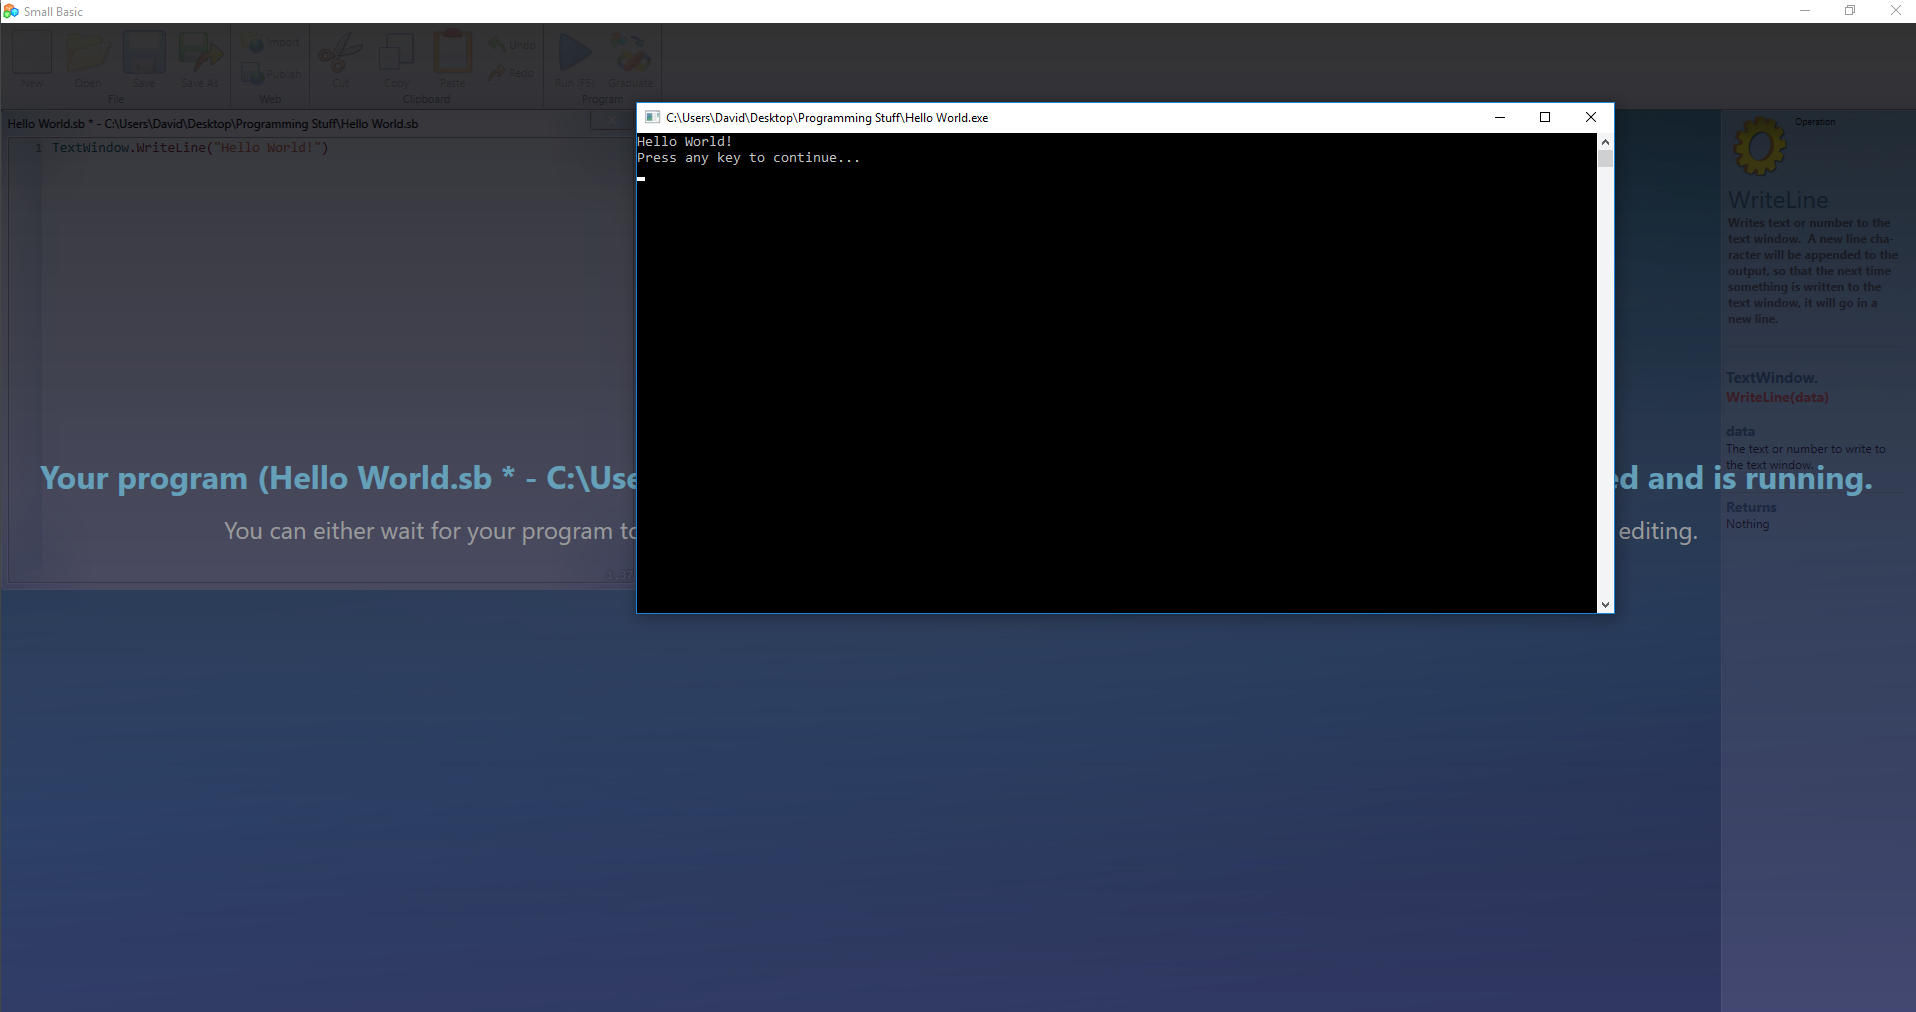 Small Basic
New Open Save Save As Import Publish Cut Copy Paste Undo Redo Run (F5) Graduate
File Web Clipboard Program
Hello World.sb * - C:\Users\David\Desktop\Programming Stuff\Hello World.sb
1 TextWindow.WriteLine("Hello World!")
C:\Users\David\Desktop\Programming Stuff\Hello World.exe
Hello World!
Press any key to continue...
Your program (Hello World.sb * - C:\Use
ed and is running.
You can either wait for your program to
editing.
1,37
Operation
WriteLine
Writes text or number to the
text window. A new line cha-
racter will be appended to the
output, so that the next time
something is written to the
text window, it will go in a
new line.
TextWindow.
WriteLine(data)
data
The text or number to write to
the text window.
Returns
Nothing